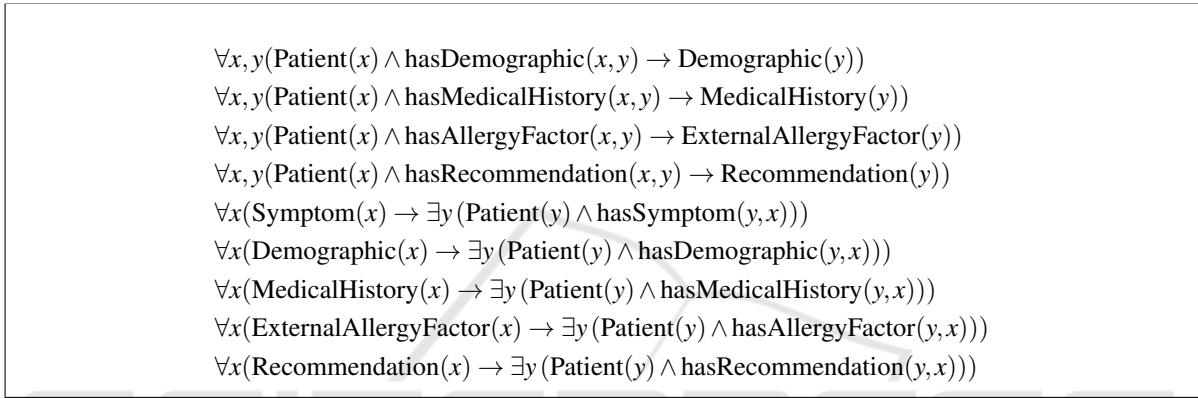 ∀x,y(Patient(x)∧hasDemographic(x,y) → Demographic(y))
∀x,y(Patient(x)∧hasMedicalHistory(x,y) → MedicalHistory(y))
∀x,y(Patient(x)∧hasAllergyFactor(x,y) → ExternalAllergyFactor(y))
∀x,y(Patient(x)∧hasRecommendation(x,y) → Recommendation(y))
∀x(Symptom(x) → ∃y(Patient(y)∧hasSymptom(y,x)))
∀x(Demographic(x) → ∃y(Patient(y)∧hasDemographic(y,x)))
∀x(MedicalHistory(x) → ∃y(Patient(y)∧hasMedicalHistory(y,x)))
∀x(ExternalAllergyFactor(x) → ∃y(Patient(y)∧hasAllergyFactor(y,x)))
∀x(Recommendation(x) → ∃y(Patient(y)∧hasRecommendation(y,x)))